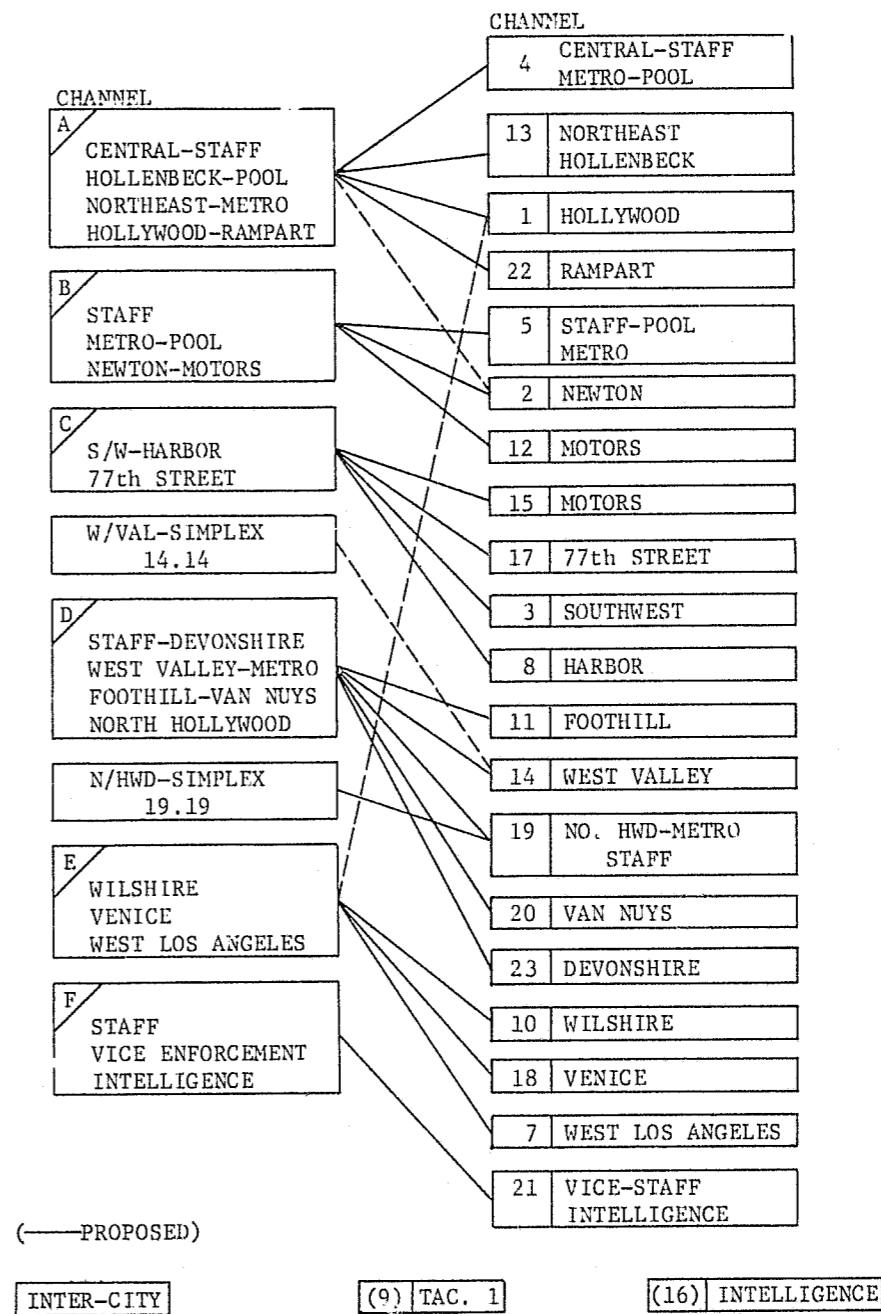 CHANNEL
A
CENTRAL-STAFF
HOLLENBECK-POOL
NORTHEAST-METRO
HOLLYWOOD-RAMPART
B
STAFF
METRO-POOL
NEWTON-MOTORS
C
S/W-HARBOR
77th STREET
W/VAL-SIMPLEX
14.14
D
STAFF-DEVONSHIRE
WEST VALLEY-METRO
FOOTHILL-VAN NUYS
NORTH HOLLYWOOD
N/HWD-SIMPLEX
19.19
E
WILSHIRE
VENICE
WEST LOS ANGELES
F
STAFF
VICE ENFORCEMENT
INTELLIGENCE
CHANNEL
4 CENTRAL-STAFF
METRO-POOL
13 NORTHEAST
HOLLENBECK
1 HOLLYWOOD
22 RAMPART
5 STAFF-POOL
METRO
2 NEWTON
12 MOTORS
15 MOTORS
17 77th STREET
3 SOUTHWEST
8 HARBOR
11 FOOTHILL
14 WEST VALLEY
19 NO. HWD-METRO
STAFF
20 VAN NUYS
23 DEVONSHIRE
10 WILSHIRE
18 VENICE
7 WEST LOS ANGELES
21 VICE-STAFF
INTELLIGENCE
(——PROPOSED)
INTER-CITY
(9) TAC. 1
(16) INTELLIGENCE